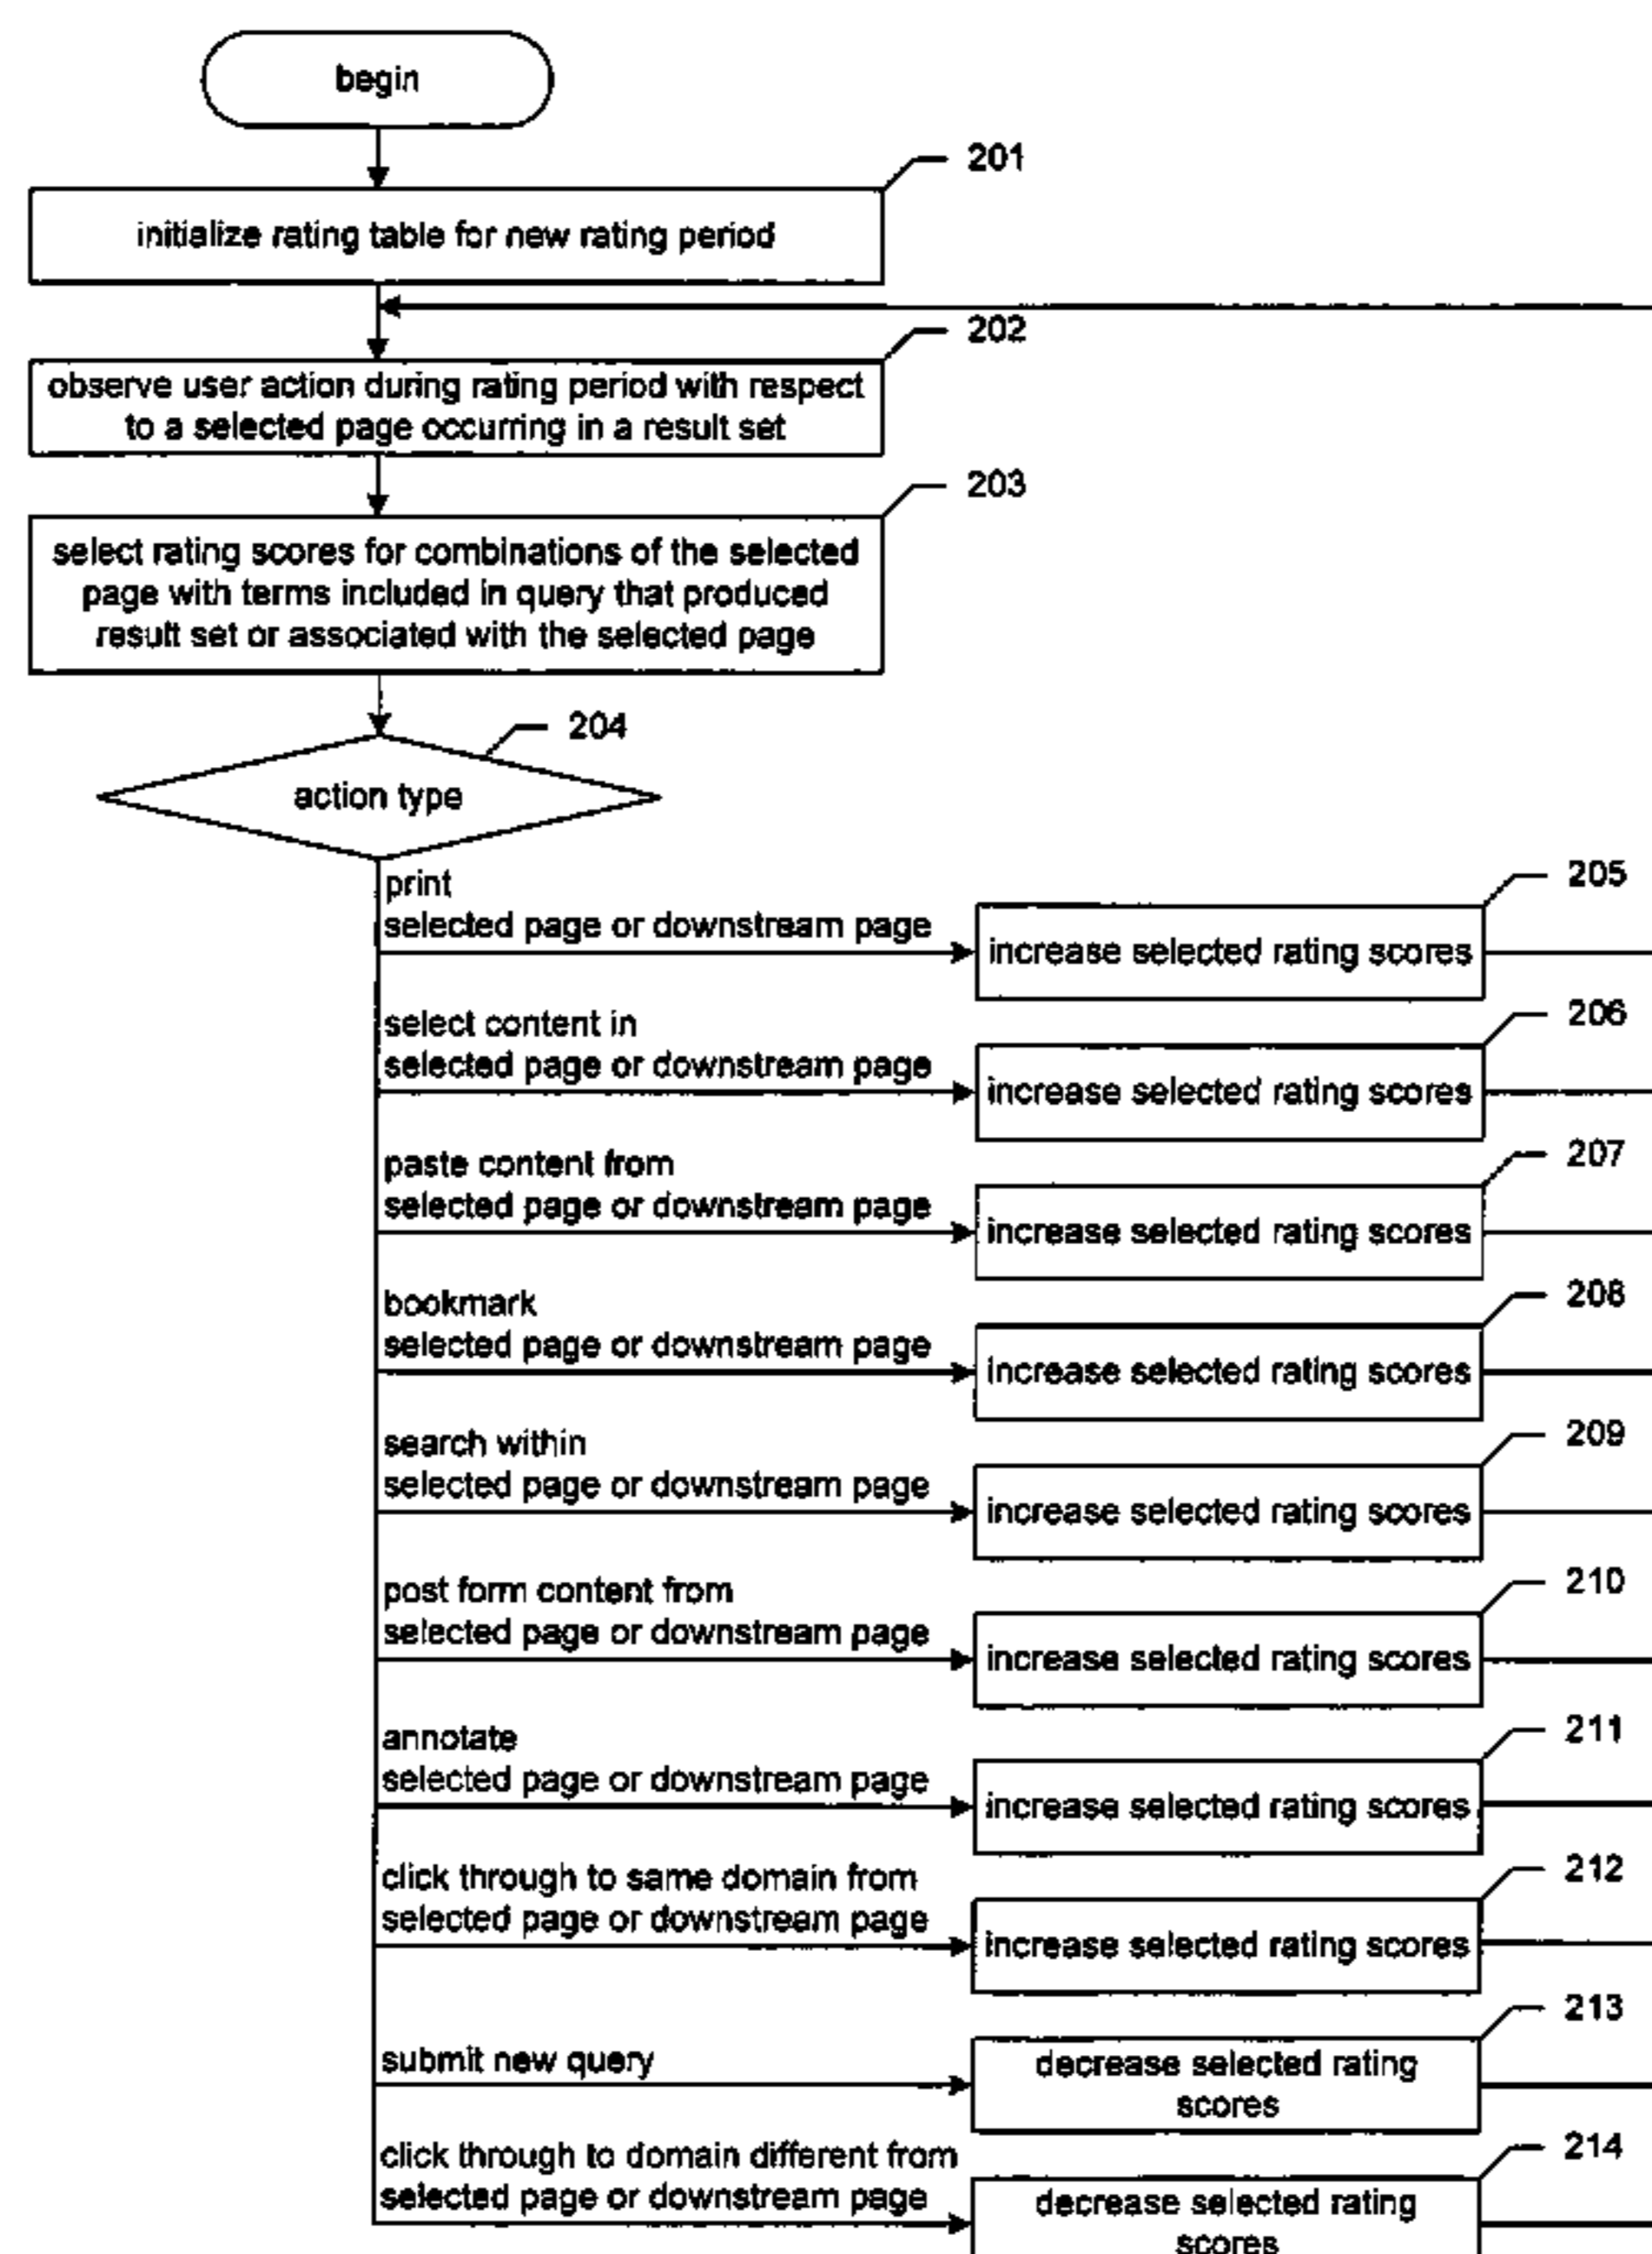 begin
201
initialize rating table for new rating period
202
observe user action during rating period with respect
to a selected page occurring in a result set
203
select rating scores for combinations of the selected
page with terms included in query that produced
result set or associated with the selected page
204
action type
print
selected page or downstream page
205
increase selected rating scores
select content in
selected page or downstream page
206
increase selected rating scores
paste content from
selected page or downstream page
207
increase selected rating scores
bookmark
selected page or downstream page
208
increase selected rating scores
search within
selected page or downstream page
209
increase selected rating scores
post form content from
selected page or downstream page
210
increase selected rating scores
annotate
selected page or downstream page
211
increase selected rating scores
click through to same domain from
selected page or downstream page
212
increase selected rating scores
submit new query
213
decrease selected rating
scores
click through to domain different from
selected page or downstream page
214
decrease selected rating
scores